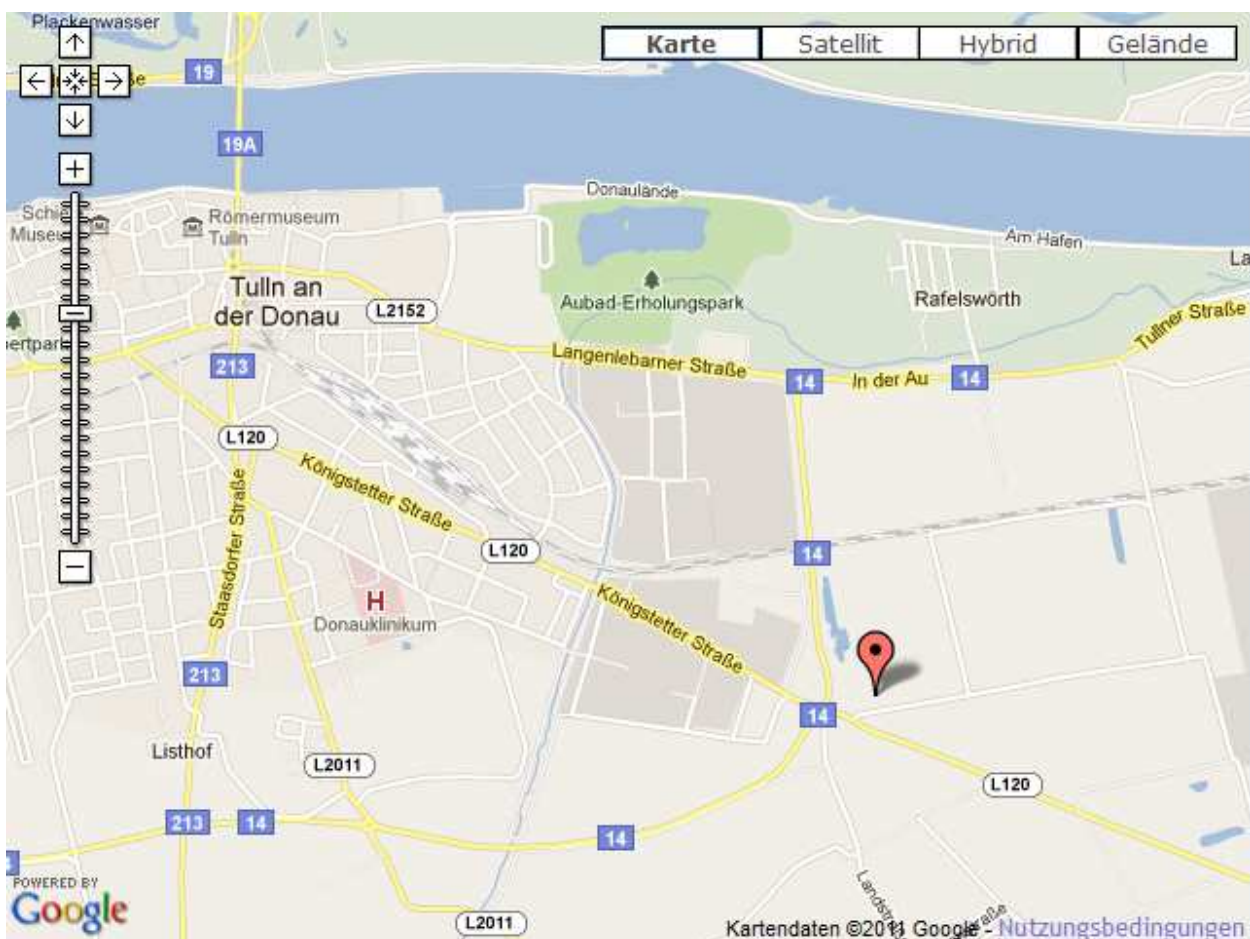 Plackenwasser
Karte
Satellit
Hybrid
Gelände
19
ße
19A
Donaulände
Römermuseum
Tulln
Am Hafen
Tulln an
der Donau
L2152
Aubad-Erholungspark
Rafelswörth
Tullner Straße
Langenlebarner Straße
213
14
In der Au
14
L120
Königstetter Straße
Staasdorfer Straße
L120
14
H
Donauklinikum
Königstetter Straße
213
14
Listhof
L2011
L120
213
14
14
L2011
POWERED BY
Google
Kartendaten ©2011 Google - Nutzungsbedingungen